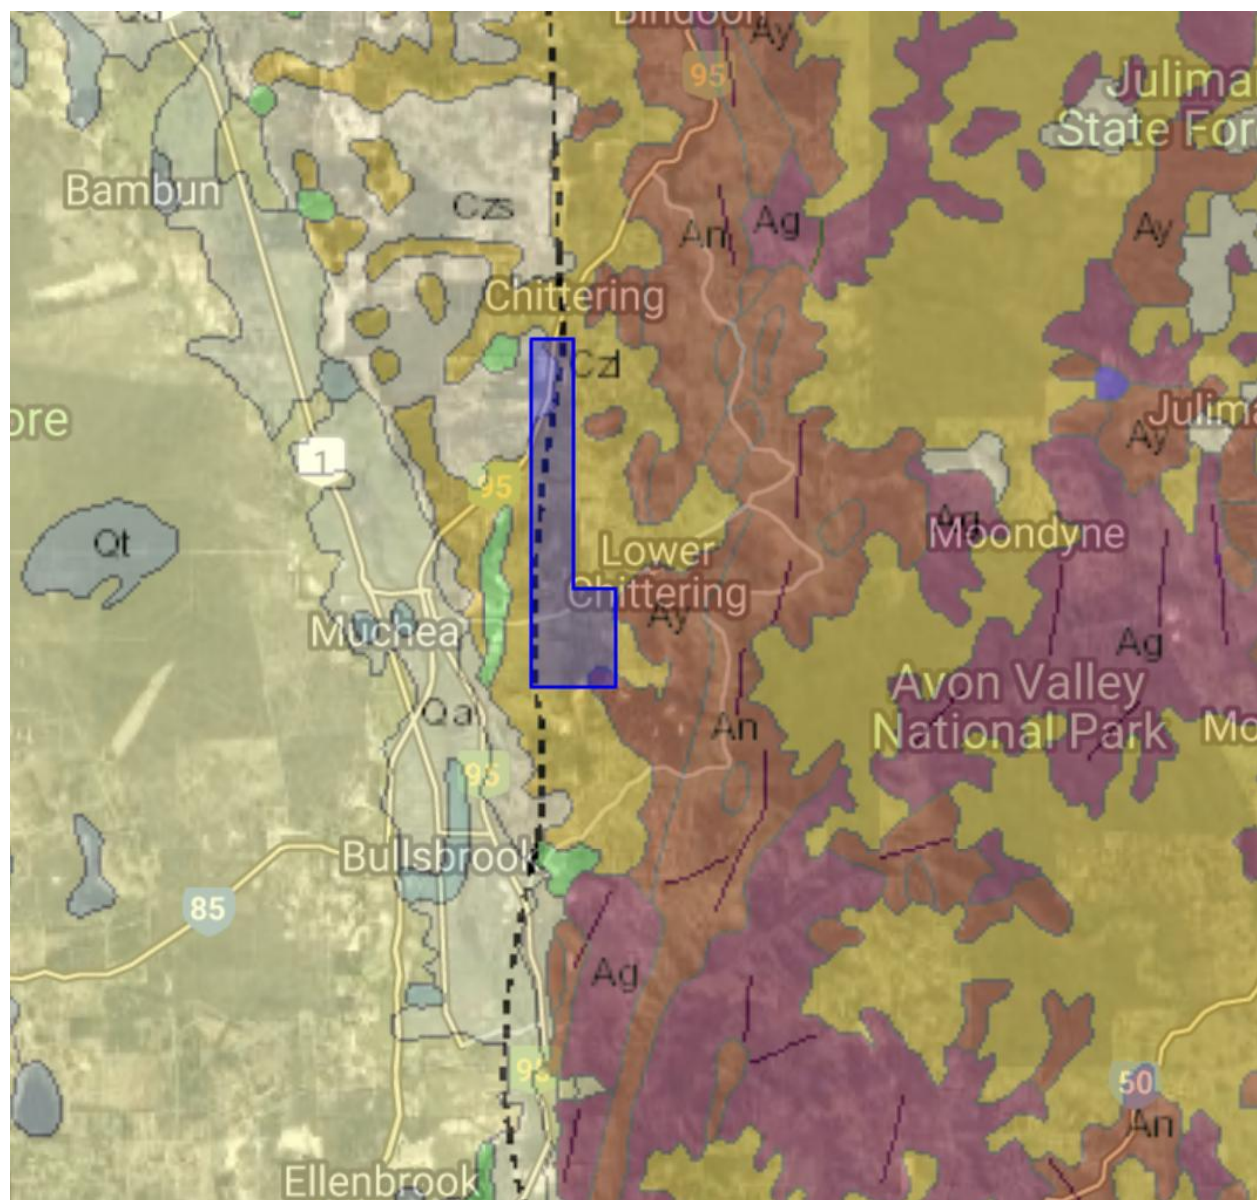 Bindoon
Ay
95
Julima
State For
Bambun
Czs
Ag
An
Ay
Chittering
Czl
ore
Julim
Ay
1
95
Qt
Ag
Moondyne
Lower
Chittering
Ay
Muchea
Ag
Avon Valley
National Park
Mo
Qa
An
95
Bullsbrook
85
Ag
95
50
An
Ellenbrook